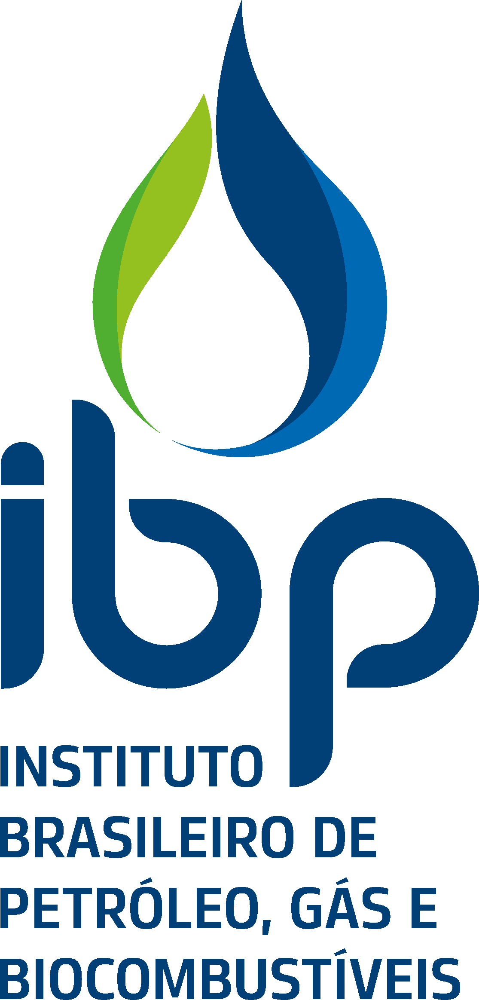 ibp
INSTITUTO
BRASILEIRO DE
PETRÓLEO, GÁS E
BIOCOMBUSTÍVEIS